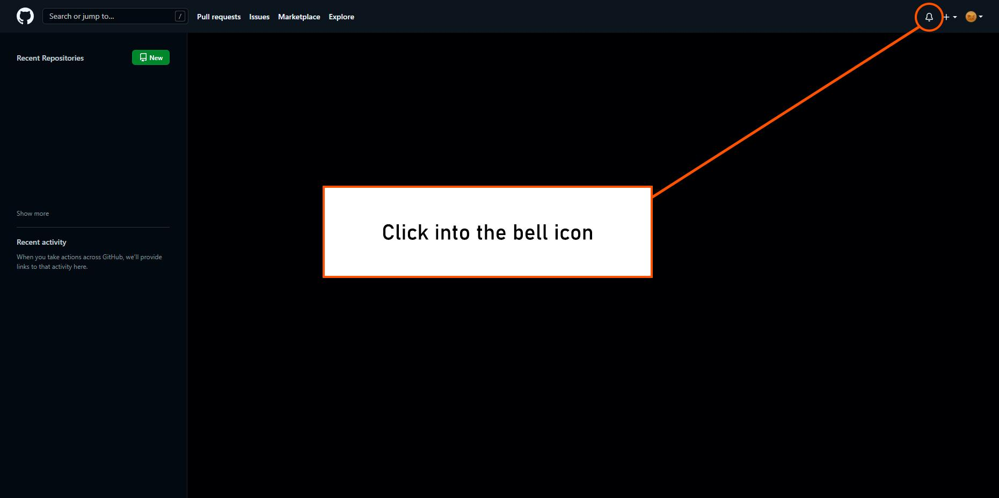 Search or jump to...
/
Pull requests
Issues
Marketplace
Explore
Recent Repositories
New
Show more
Recent activity
When you take actions across GitHub, we'll provide
links to that activity here.
Click into the bell icon